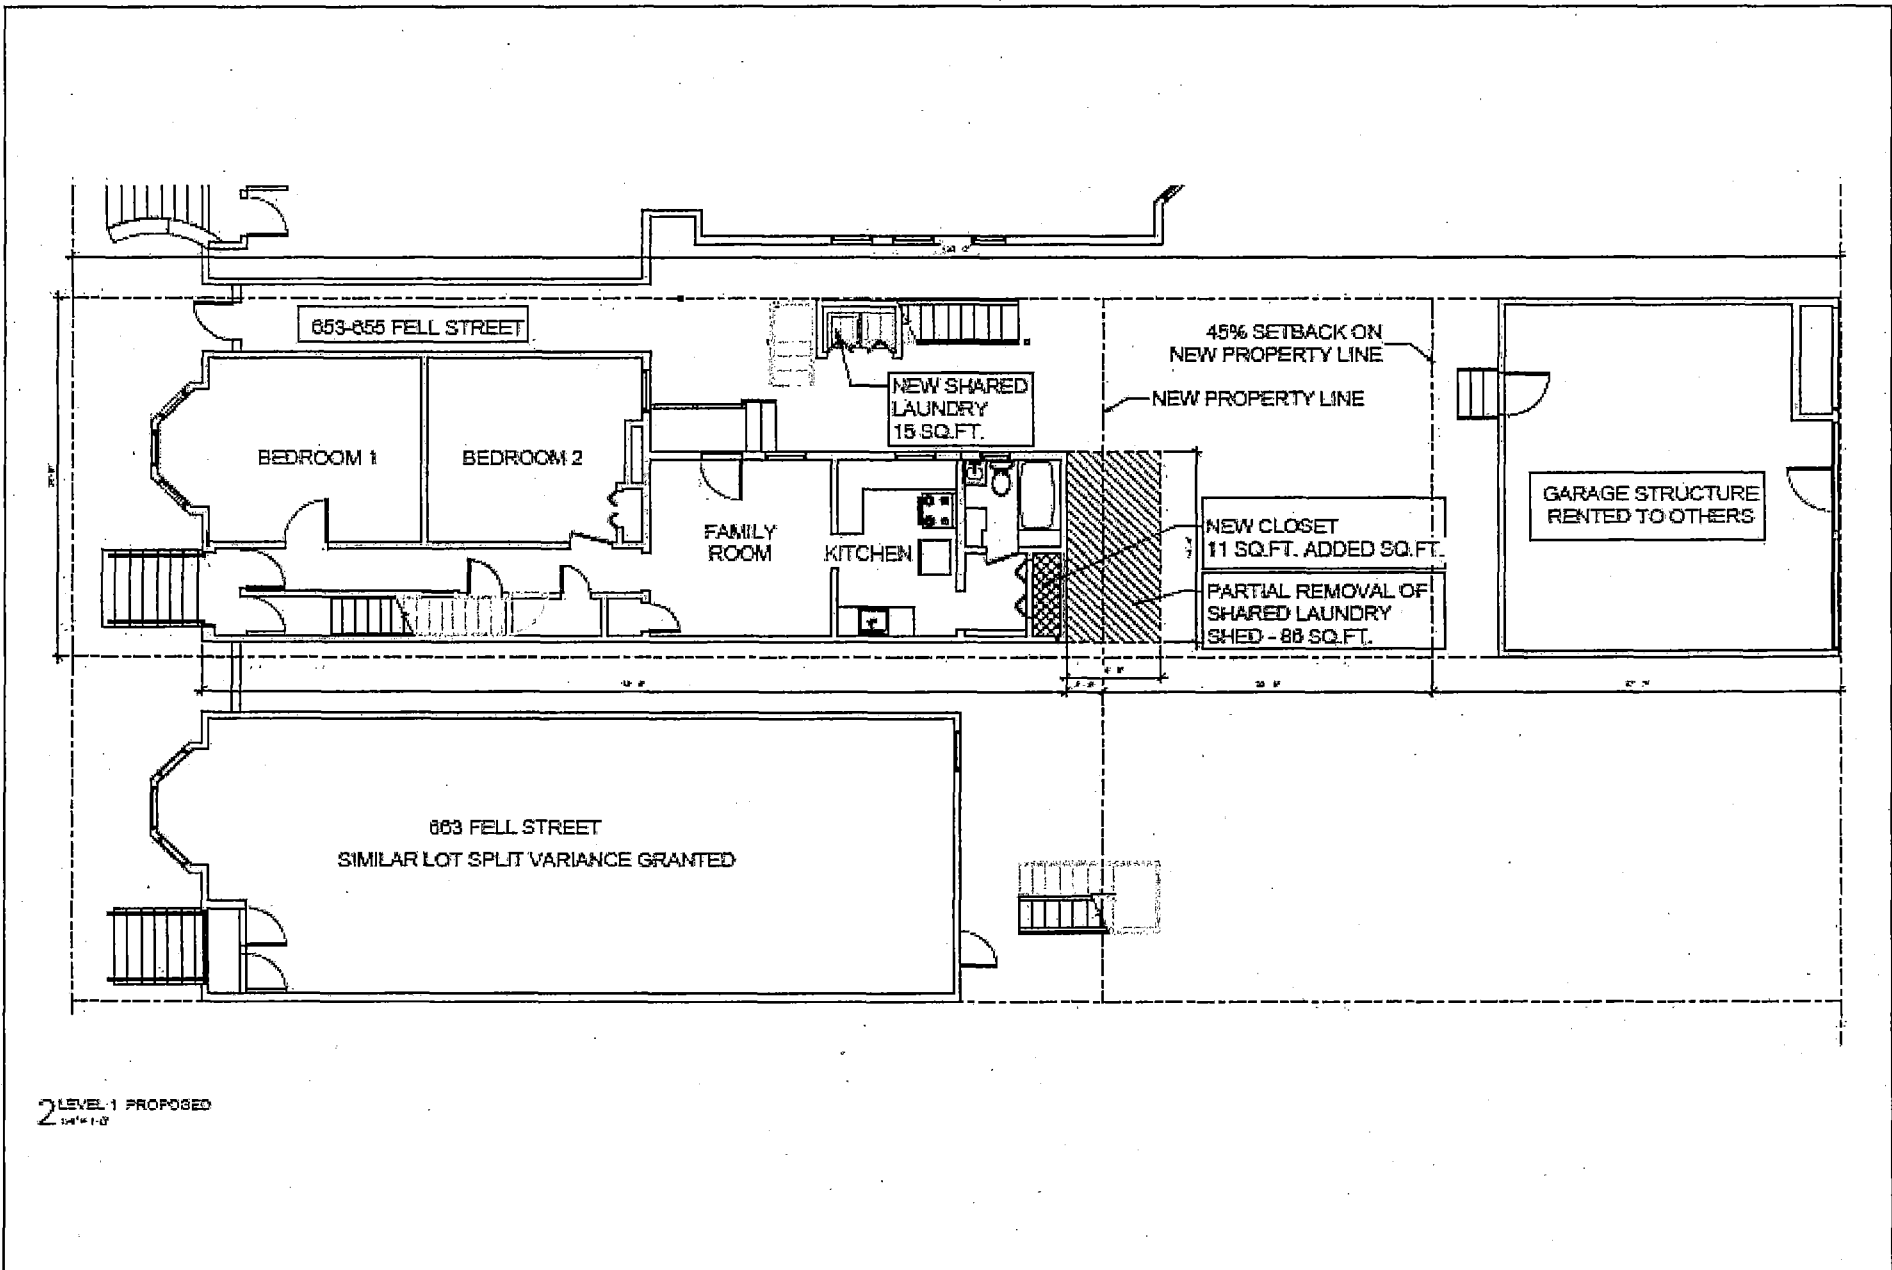 653-655 FELL STREET
45% SETBACK ON
NEW PROPERTY LINE
NEW SHARED
LAUNDRY
15 SQ.FT.
NEW PROPERTY LINE
BEDROOM 1
BEDROOM 2
FAMILY
ROOM
KITCHEN
GARAGE STRUCTURE
RENTED TO OTHERS
NEW CLOSET
11 SQ.FT. ADDED SQ.FT.
PARTIAL REMOVAL OF
SHARED LAUNDRY
SHED - 86 SQ.FT.
663 FELL STREET
SIMILAR LOT SPLIT VARIANCE GRANTED
2 LEVEL 1 PROPOSED